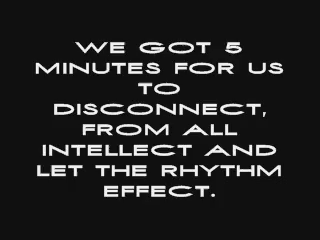 WE GOT 5
MINUTES FOR US
TO
DISCONNECT,
FROM ALL
INTELLECT AND
LET THE RHYTHM
EFFECT.